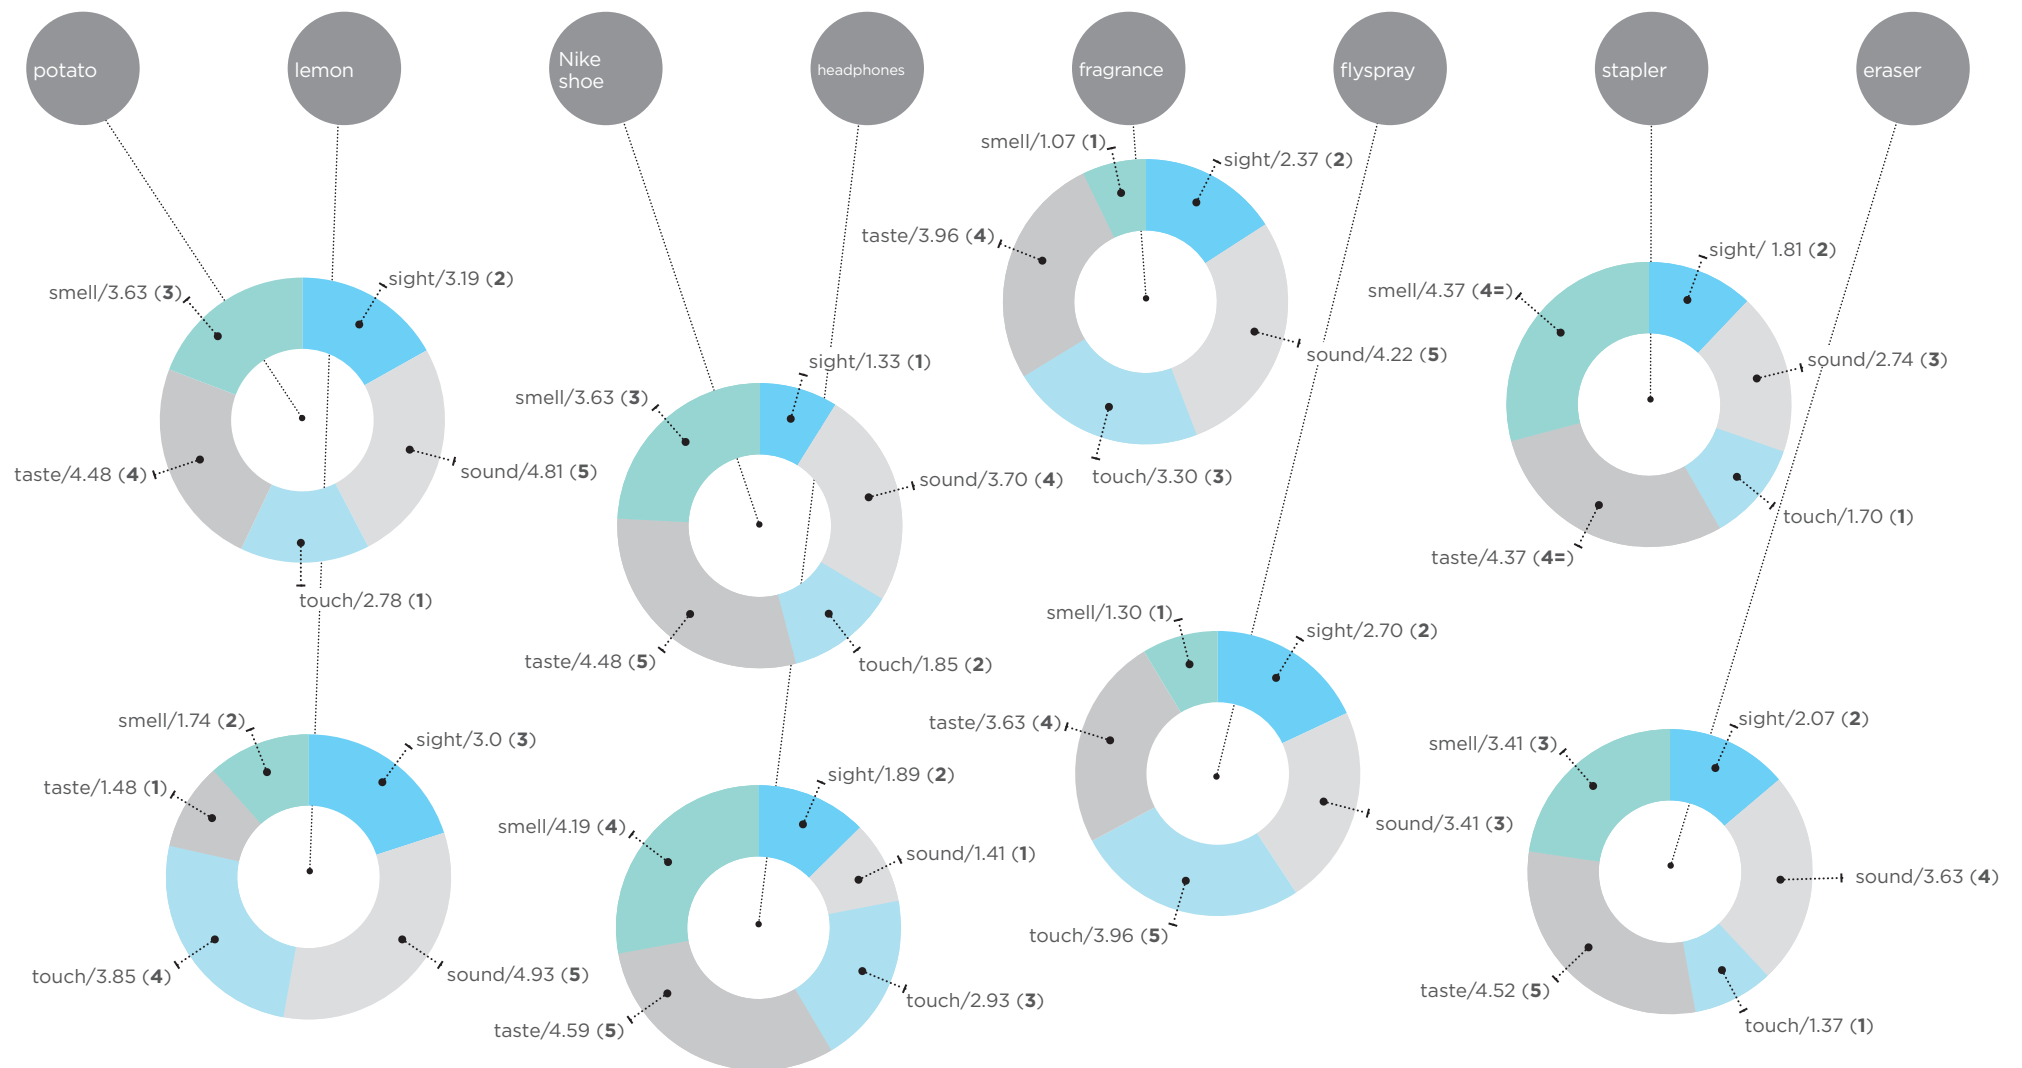 potato
lemon
Nike
shoe
headphones
fragrance
flyspray
stapler
eraser
smell/3.63 (3)
sight/3.19 (2)
taste/4.48 (4)
sound/4.81 (5)
touch/2.78 (1)
smell/1.74 (2)
sight/3.0 (3)
taste/1.48 (1)
touch/3.85 (4)
sound/4.93 (5)
sight/1.33 (1)
smell/3.63 (3)
sound/3.70 (4)
taste/4.48 (5)
touch/1.85 (2)
sight/1.89 (2)
smell/4.19 (4)
sound/1.41 (1)
touch/2.93 (3)
taste/4.59 (5)
smell/1.07 (1)
sight/2.37 (2)
taste/3.96 (4)
sound/4.22 (5)
touch/3.30 (3)
smell/1.30 (1)
sight/2.70 (2)
taste/3.63 (4)
sound/3.41 (3)
touch/3.96 (5)
sight/ 1.81 (2)
smell/4.37 (4=)
sound/2.74 (3)
touch/1.70 (1)
taste/4.37 (4=)
sight/2.07 (2)
smell/3.41 (3)
sound/3.63 (4)
taste/4.52 (5)
touch/1.37 (1)